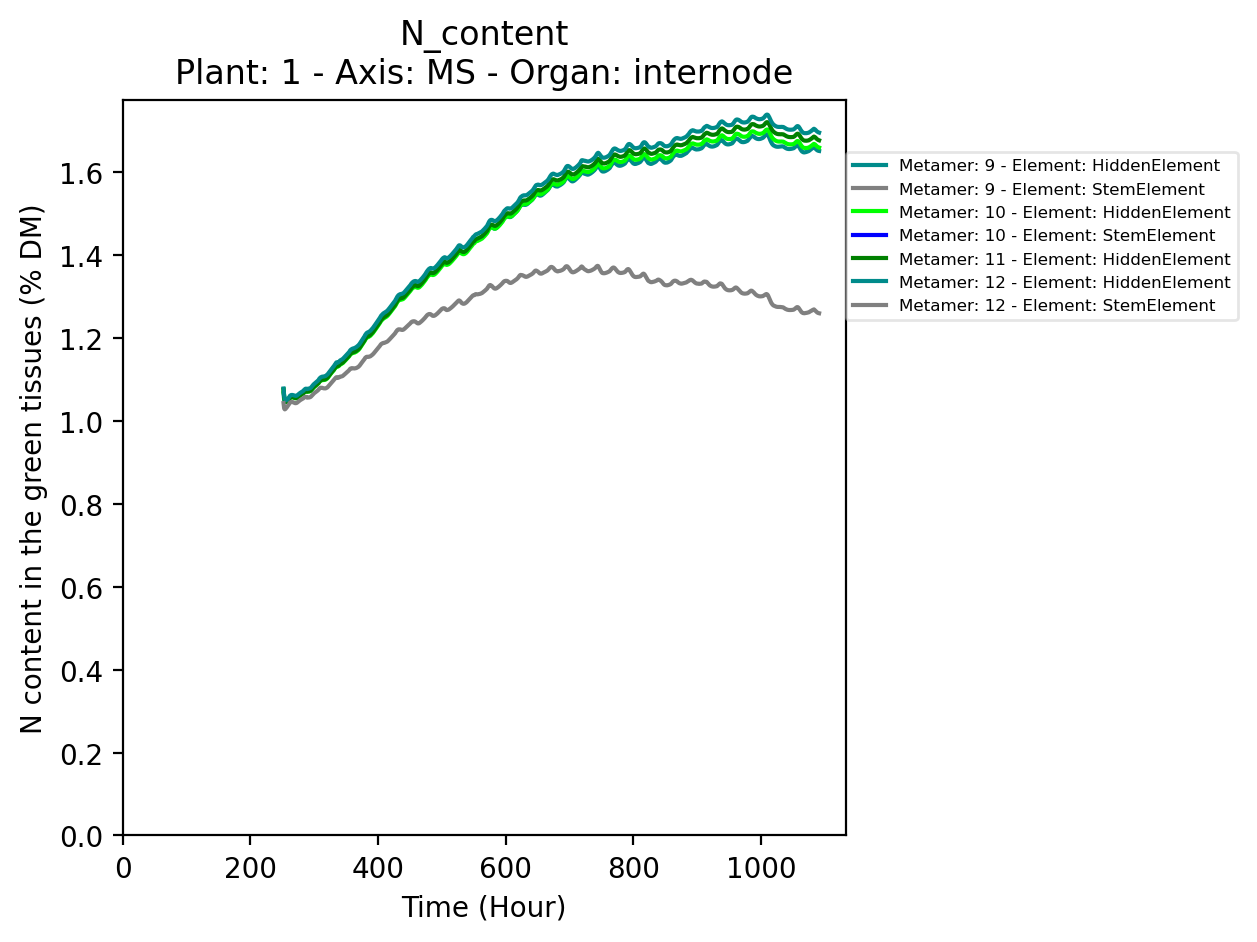 N_content
Plant: 1 - Axis: MS - Organ: internode
N content in the green tissues (% DM)
1.6
1.4
1.2
1.0
0.8
0.6
0.4
0.2
0.0
0 200 400 600 800 1000
Time (Hour)
Metamer: 9 - Element: HiddenElement
Metamer: 9 - Element: StemElement
Metamer: 10 - Element: HiddenElement
Metamer: 10 - Element: StemElement
Metamer: 11 - Element: HiddenElement
Metamer: 12 - Element: HiddenElement
Metamer: 12 - Element: StemElement